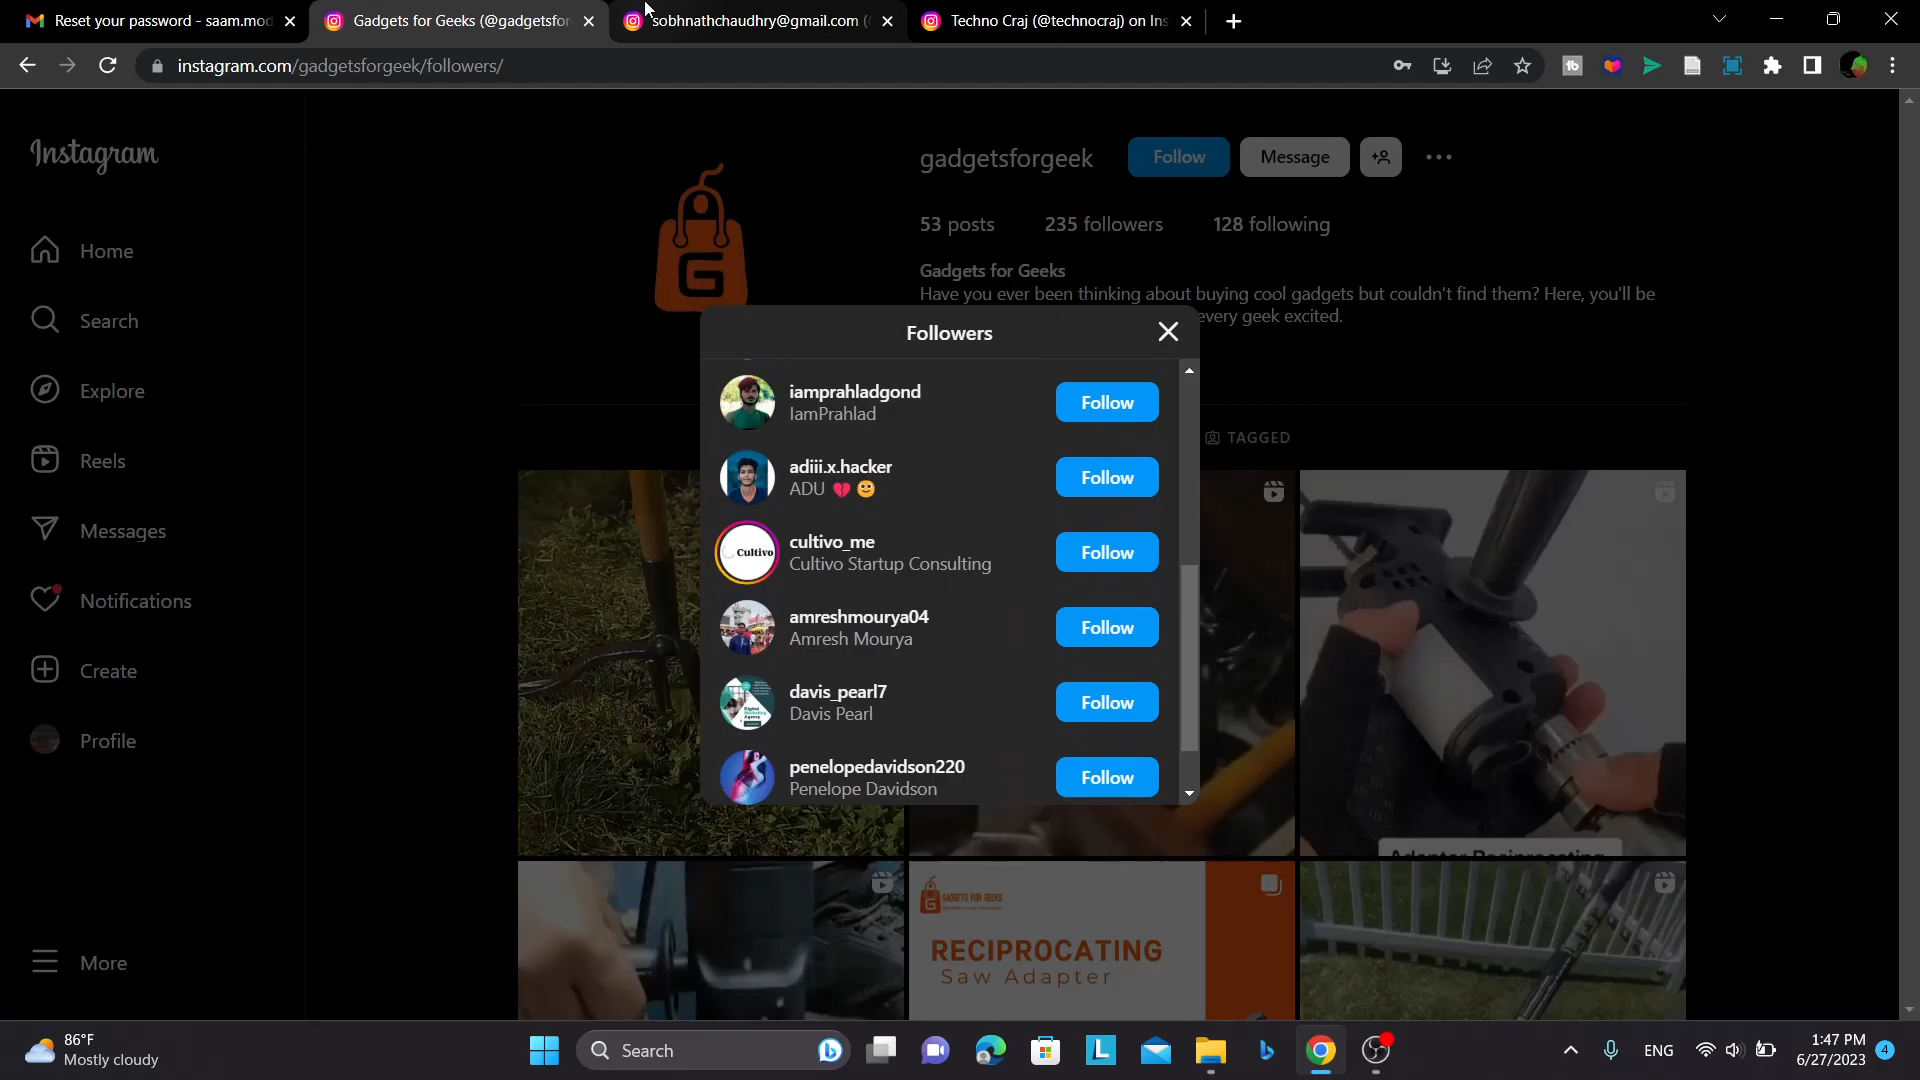 Reset your password - saam.mod
Gadgets for Geeks (@gadgetsfor
sobhnathchaudhry@gmail.com (
Techno Craj (@technocraj) on Ins
instagram.com/gadgetsforgeek/followers/
Instagram
Home
Search
Explore
Reels
Messages
Notifications
Create
Profile
More
gadgetsforgeek
Follow
Message
53 posts
235 followers
128 following
Gadgets for Geeks
Have you ever been thinking about buying cool gadgets but couldn't find them? Here, you'll be
every geek excited.
TAGGED
Followers
iamprahladgond
IamPrahlad
Follow
adiii.x.hacker
ADU 💔 🙂
Follow
Cultivo
cultivo_me
Cultivo Startup Consulting
Follow
amreshmourya04
Amresh Mourya
Follow
davis_pearl7
Davis Pearl
Follow
penelopedavidson220
Penelope Davidson
Follow
G
GADGETS FOR GEEKS
RECIPROCATING
Saw Adapter
86°F
Mostly cloudy
Search
ENG
1:47 PM
6/27/2023
4